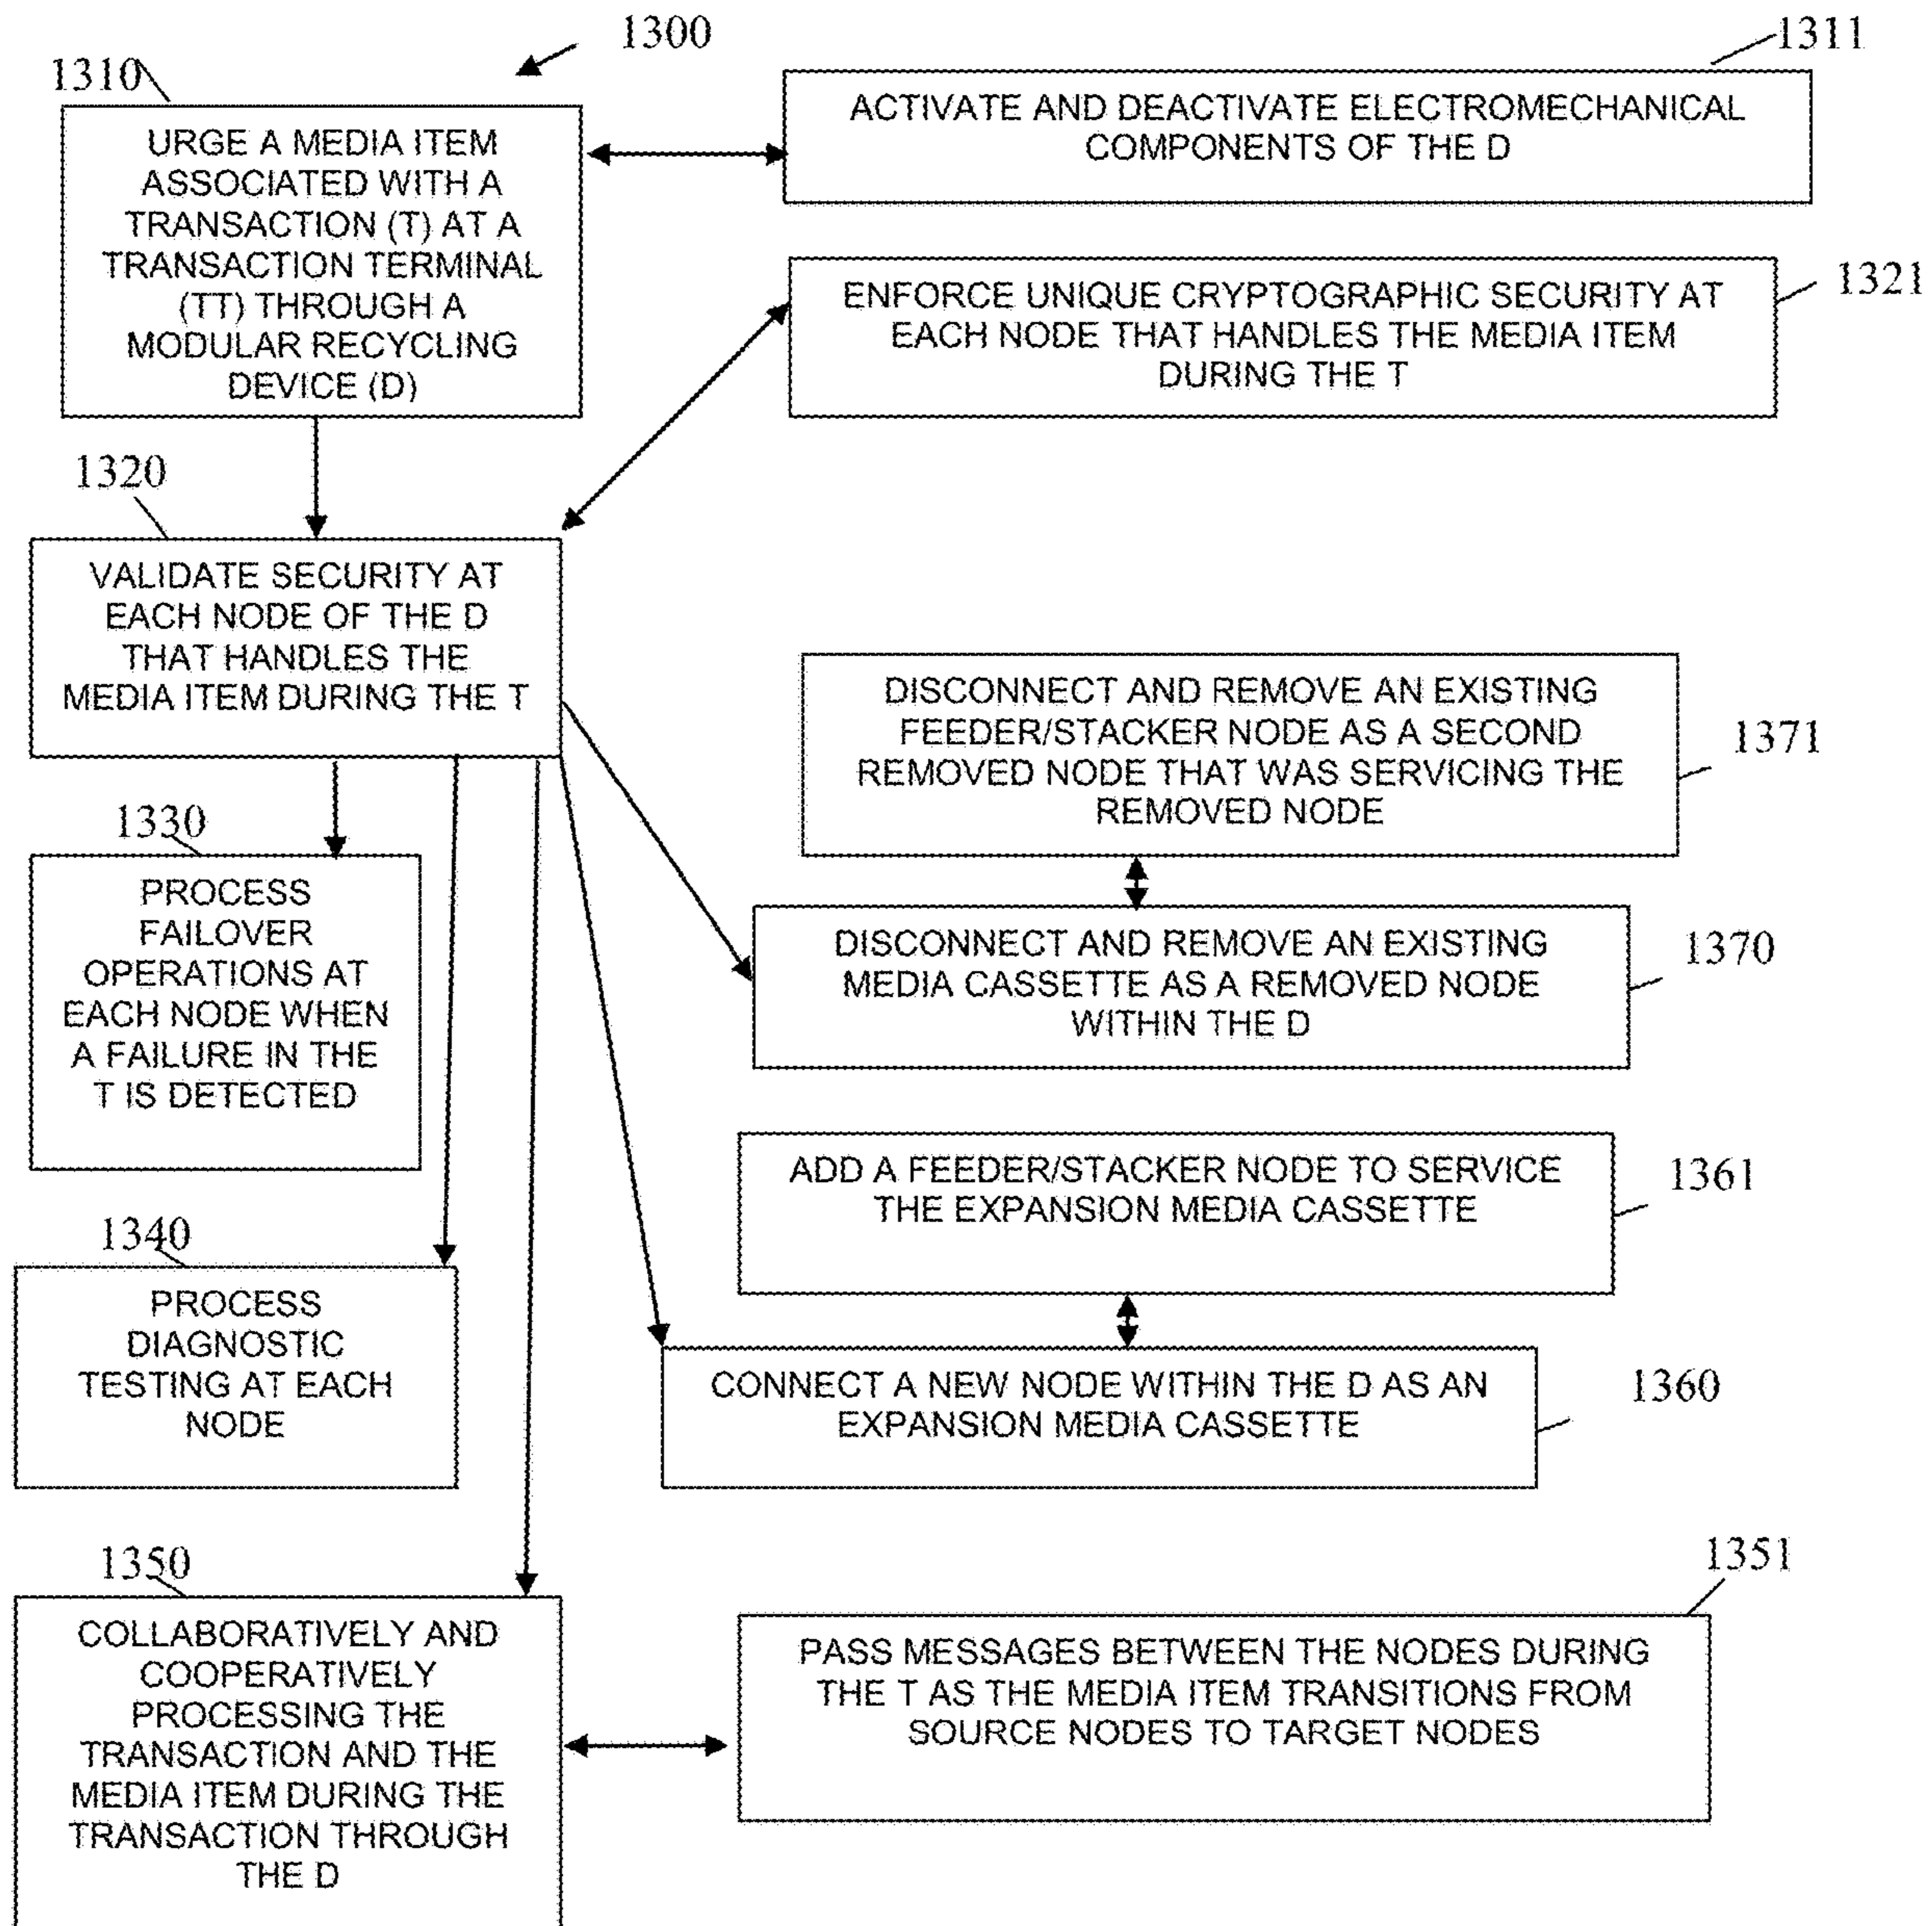 1300
1310
URGE A MEDIA ITEM
ASSOCIATED WITH A
TRANSACTION (T) AT A
TRANSACTION TERMINAL
(TT) THROUGH A
MODULAR RECYCLING
DEVICE (D)
1311
ACTIVATE AND DEACTIVATE ELECTROMECHANICAL
COMPONENTS OF THE D
1321
ENFORCE UNIQUE CRYPTOGRAPHIC SECURITY AT
EACH NODE THAT HANDLES THE MEDIA ITEM
DURING THE T
1320
VALIDATE SECURITY AT
EACH NODE OF THE D
THAT HANDLES THE
MEDIA ITEM DURING THE T
DISCONNECT AND REMOVE AN EXISTING
FEEDER/STACKER NODE AS A SECOND
REMOVED NODE THAT WAS SERVICING THE
REMOVED NODE
1371
1330
PROCESS
FAILOVER
OPERATIONS AT
EACH NODE WHEN
A FAILURE IN THE
T IS DETECTED
DISCONNECT AND REMOVE AN EXISTING
MEDIA CASSETTE AS A REMOVED NODE
WITHIN THE D
1370
ADD A FEEDER/STACKER NODE TO SERVICE
THE EXPANSION MEDIA CASSETTE
1361
1340
PROCESS
DIAGNOSTIC
TESTING AT EACH
NODE
CONNECT A NEW NODE WITHIN THE D AS AN
EXPANSION MEDIA CASSETTE
1360
1350
COLLABORATIVELY AND
COOPERATIVELY
PROCESSING THE
TRANSACTION AND THE
MEDIA ITEM DURING THE
TRANSACTION THROUGH
THE D
1351
PASS MESSAGES BETWEEN THE NODES DURING
THE T AS THE MEDIA ITEM TRANSITIONS FROM
SOURCE NODES TO TARGET NODES